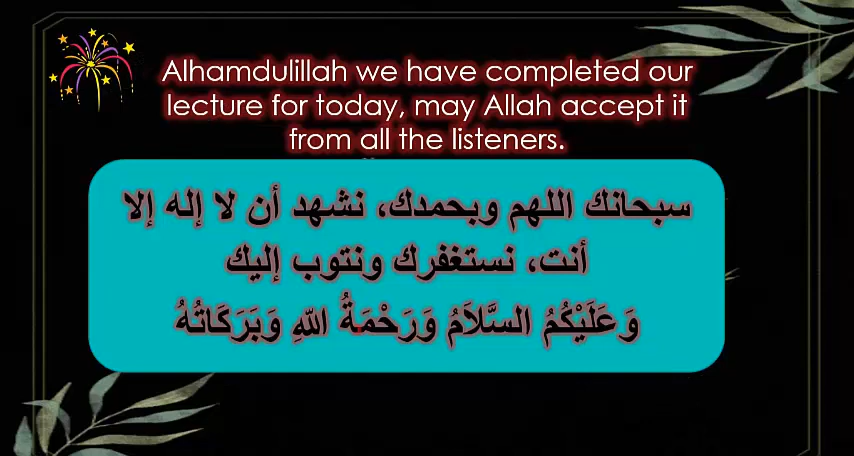 Alhamdulillah we have completed our
lecture for today, may Allah accept it
from all the listeners.
سبحانك اللهم وبحمدك، نشهد أن لا إله إلا
أنت، نستغفرك ونتوب إليك
وَعَلَيْكُمُ السَّلاَمُ وَرَحْمَةُ اللهِ وَبَرَكَاتُهُ